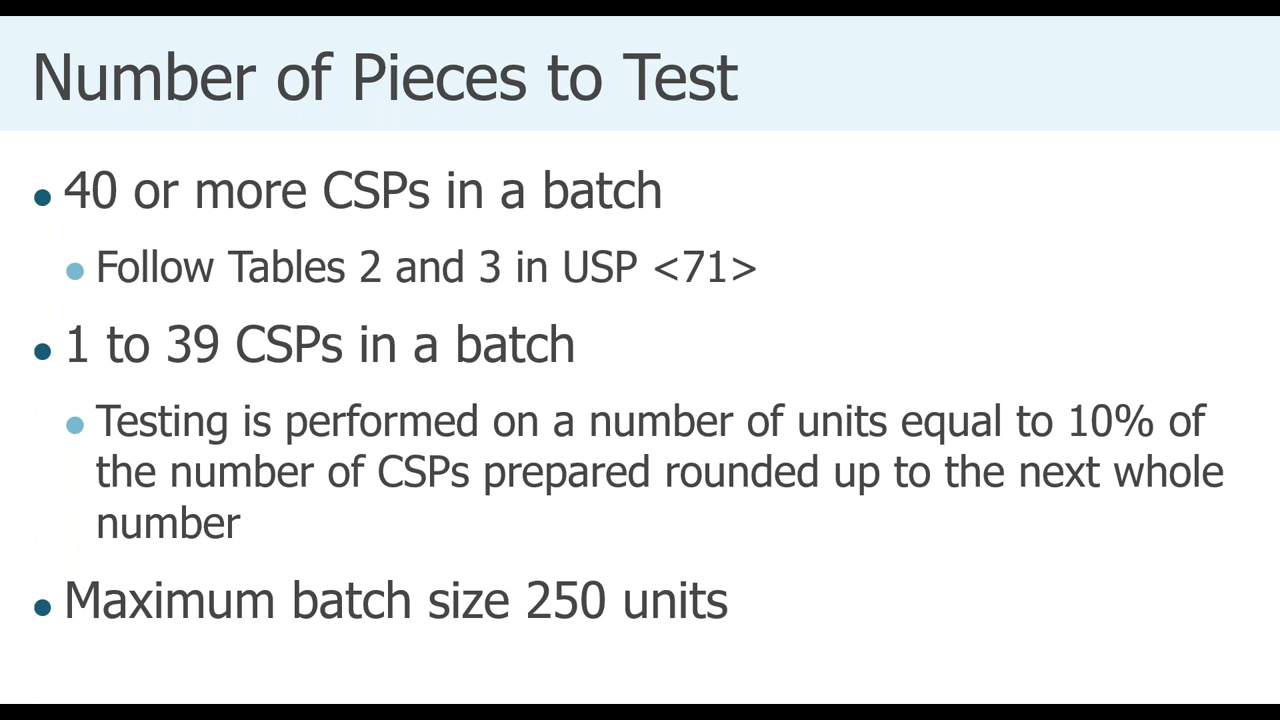 Number of Pieces to Test
40 or more CSPs in a batch
Follow Tables 2 and 3 in USP <71>
1 to 39 CSPs in a batch
Testing is performed on a number of units equal to 10% of
the number of CSPs prepared rounded up to the next whole
number
Maximum batch size 250 units